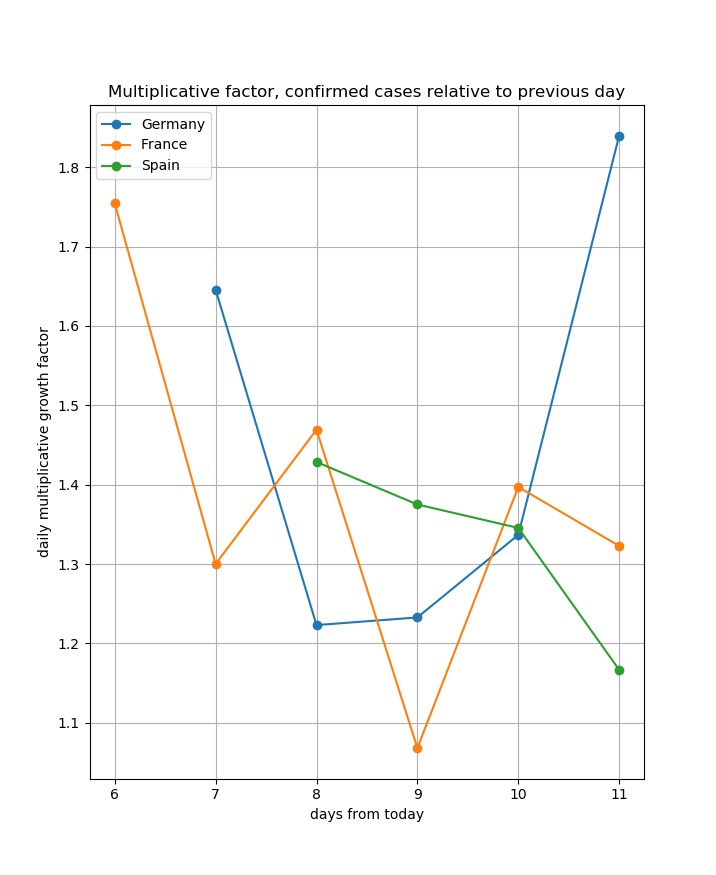 Multiplicative factor, confirmed cases relative to previous day
Germany
France
Spain
1.8
1.7
1.6
1.5
1.4
1.3
1.2
1.1
daily multiplicative growth factor
6 7 8 9 10 11
days from today